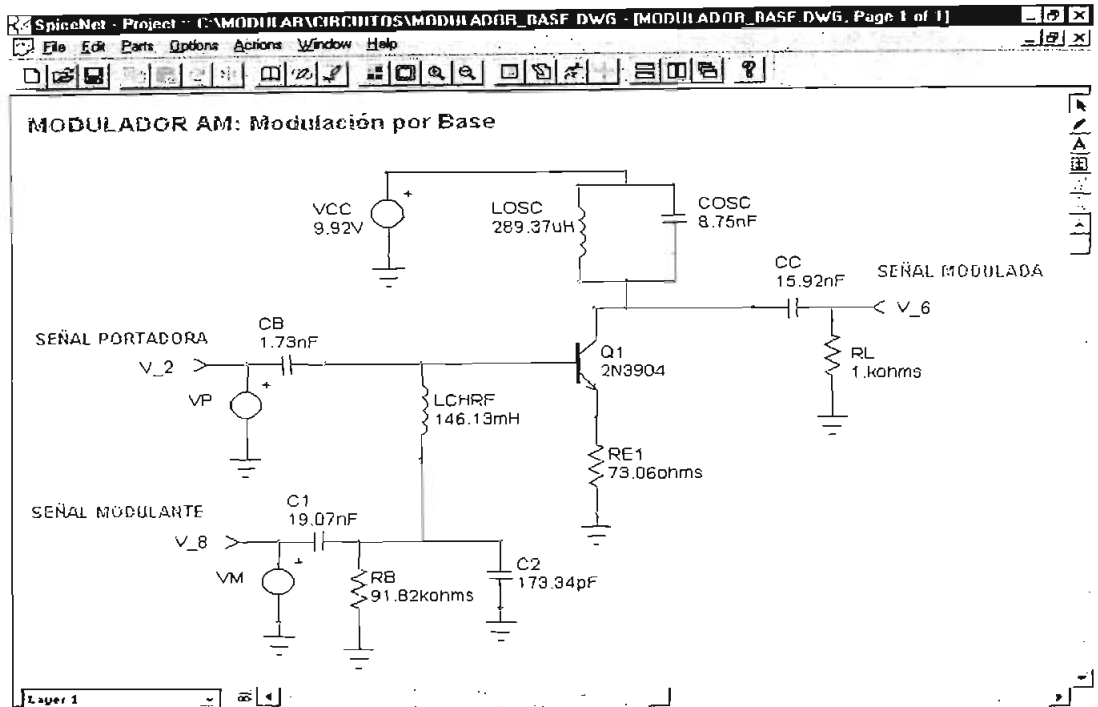 SpiceNet - Project :: C:\MODULAR\CIRCUITOS\MODULADOR_BASE.DWG - [MODULADOR_BASE.DWG, Page 1 of 1]
File Edit Parts Options Actions Window Help
A
MODULADOR AM: Modulación por Base
VCC
9.92V
+
LOSC
289.37uH
COSC
8.75nF
CC
15.92nF
SEÑAL MODULADA
V_6
SEÑAL PORTADORA
V_2
CB
1.73nF
VP
+
Q1
2N3904
RL
1.kohms
LCHRF
146.13mH
RE1
73.06ohms
SEÑAL MODULANTE
V_8
C1
19.07nF
VM
+
RB
91.82kohms
C2
173.34pF
Layer 1